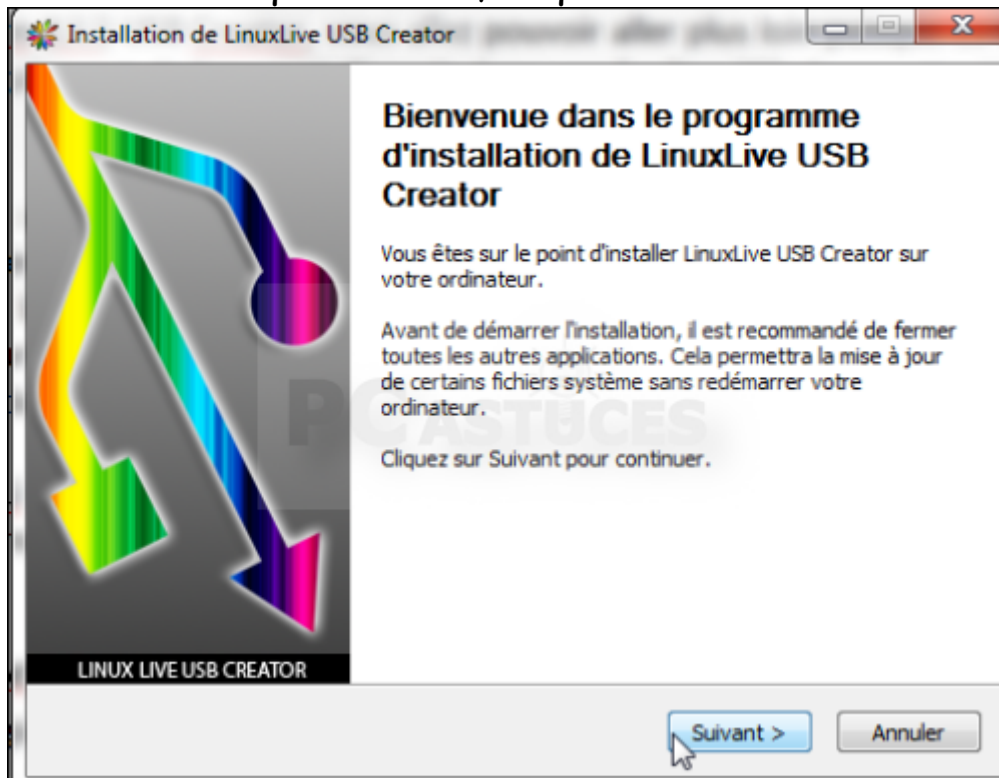 Installation de LinuxLive USB Creator
Bienvenue dans le programme
d'installation de LinuxLive USB
Creator
Vous êtes sur le point d'installer LinuxLive USB Creator sur
votre ordinateur.
Avant de démarrer l'installation, il est recommandé de fermer
toutes les autres applications. Cela permettra la mise à jour
de certains fichiers système sans redémarrer votre
ordinateur.
PC ASTUCES
Cliquez sur Suivant pour continuer.
LINUX LIVE USB CREATOR
Suivant >
Annuler